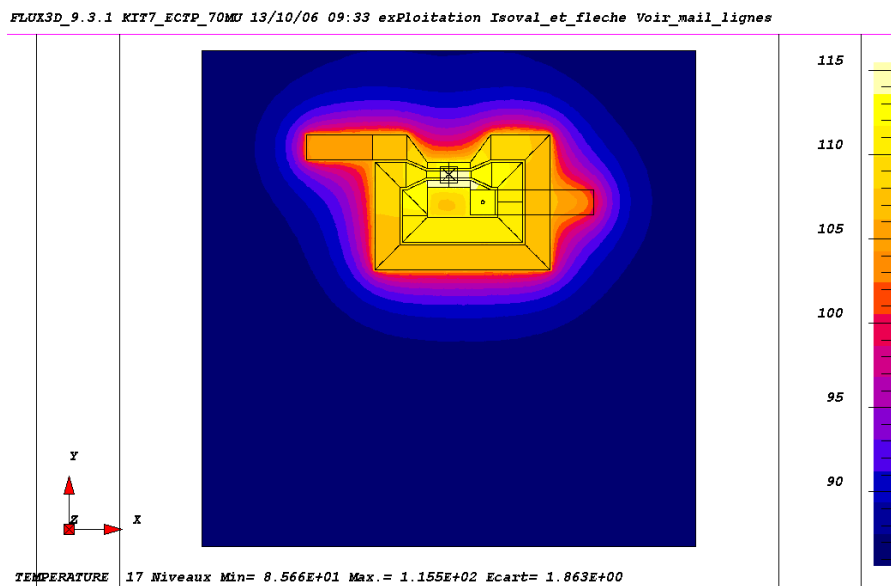 FLUX3D_9.3.1 KIT7_ECTP_70MU 13/10/06 09:33 exPloitation Isoval_et_fleche Voir_mail_lignes
115
110
105
100
95
90
Y
Z
X
TEMPERATURE 17 Niveaux Min= 8.566E+01 Max.= 1.155E+02 Ecart= 1.863E+00